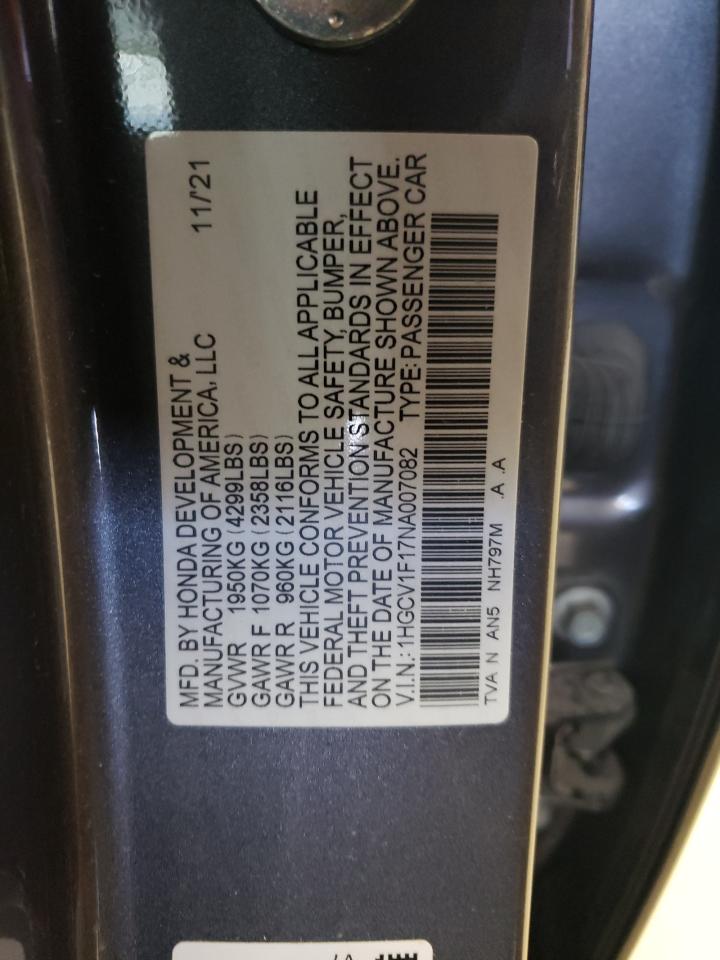 MFD. BY HONDA DEVELOPMENT &
MANUFACTURING OF AMERICA, LLC 11/'21
GVWR 1950KG (4299LBS)
GAWR F 1070KG (2358LBS)
GAWR R 960KG (2116LBS)
THIS VEHICLE CONFORMS TO ALL APPLICABLE
FEDERAL MOTOR VEHICLE SAFETY, BUMPER,
AND THEFT PREVENTION STANDARDS IN EFFECT
ON THE DATE OF MANUFACTURE SHOWN ABOVE.
V.I.N.: 1HGCV1F17NA007082 TYPE: PASSENGER CAR
TVA N AN5 NH797M .A .A